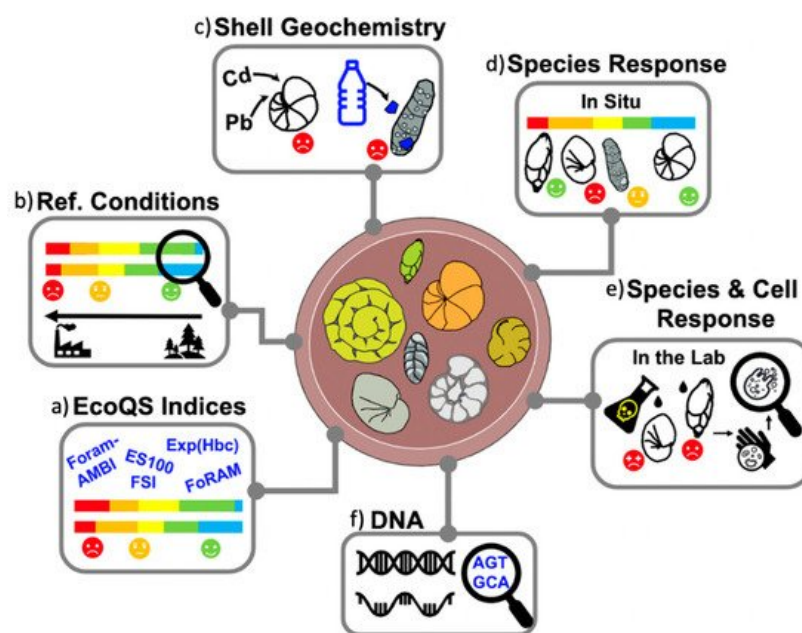 c) Shell Geochemistry
Cd
Pb
d) Species Response
In Situ
b) Ref. Conditions
e) Species & Cell
Response
In the Lab
a) EcoQS Indices
Foram-
AMBI
ES100
FSI
Exp(Hbc)
FoRAM
f) DNA
AGT
GCA